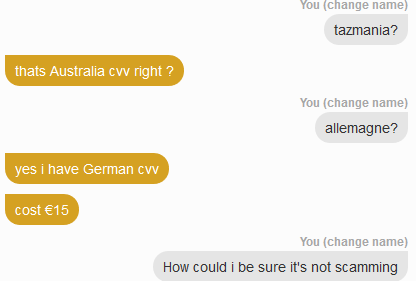 You (change name)
tazmania?
thats Australia cvv right ?
You (change name)
allemagne?
yes i have German cvv
cost €15
You (change name)
How could i be sure it's not scamming